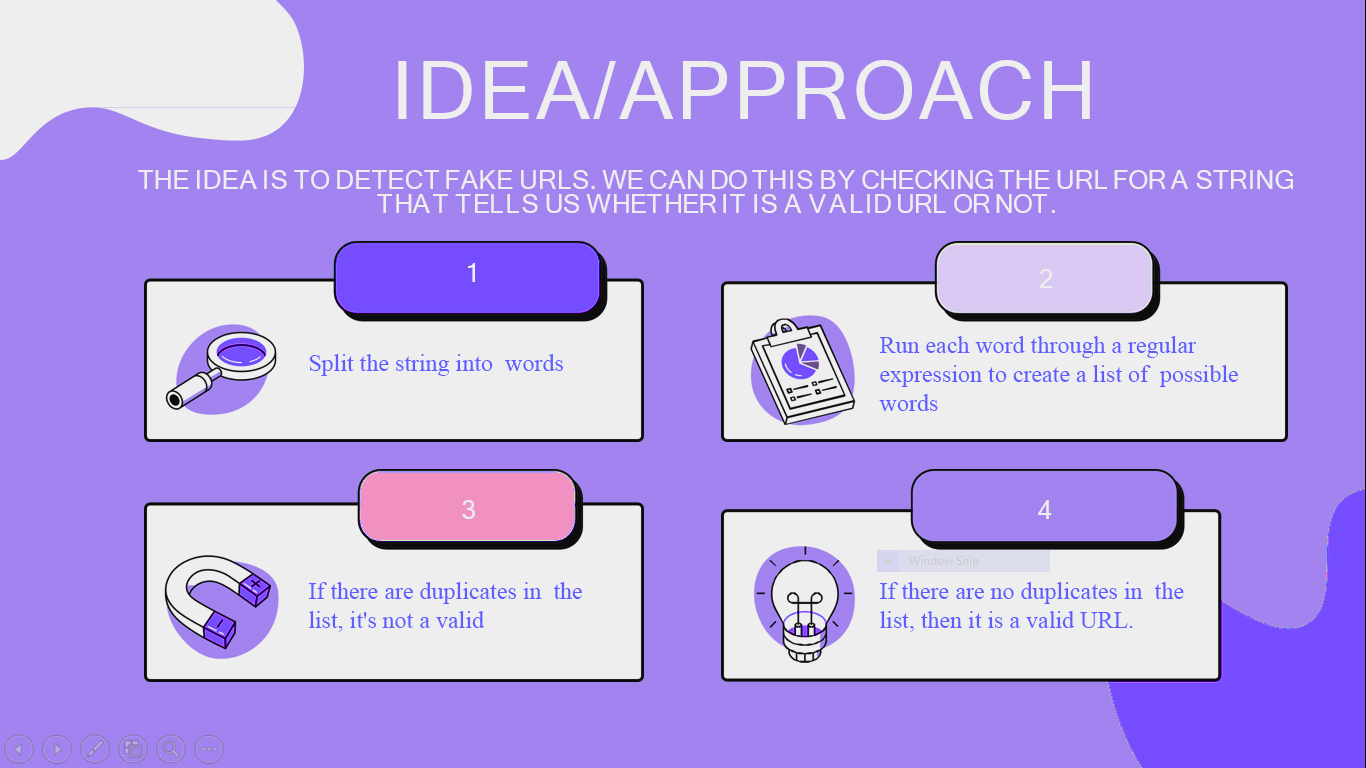 IDEA/APPROACH
THE IDEA IS TO DETECT FAKE URLS. WE CAN DO THIS BY CHECKING THE URL FOR A STRING
THAT TELLS US WHETHER IT IS A VALID URL OR NOT.
1
Split the string into words
2
Run each word through a regular
expression to create a list of possible
words
3
If there are duplicates in the
list, it's not a valid
4
Window Snip
If there are no duplicates in the
list, then it is a valid URL.